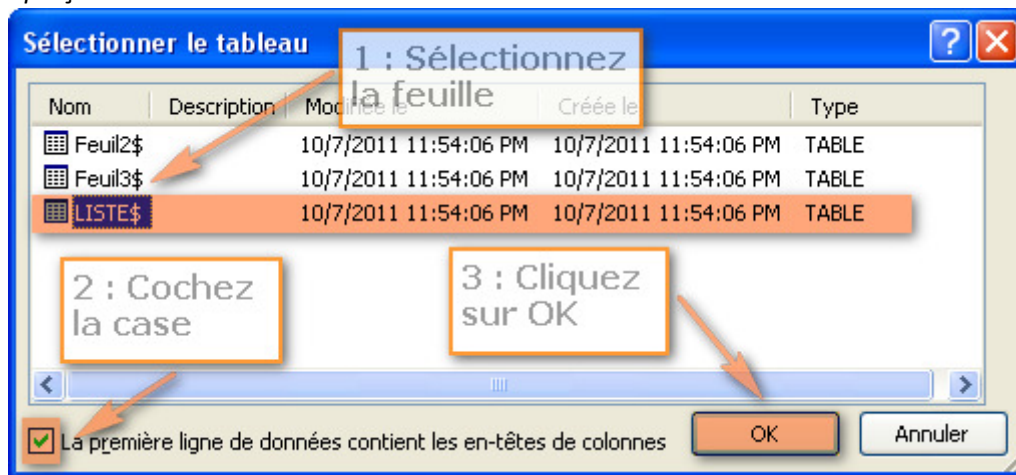 Sélectionner le tableau
1 : Sélectionnez
la feuille
Nom Description Modifiée le Créée le Type
Feuil2$ 10/7/2011 11:54:06 PM 10/7/2011 11:54:06 PM TABLE
Feuil3$ 10/7/2011 11:54:06 PM 10/7/2011 11:54:06 PM TABLE
LISTE$ 10/7/2011 11:54:06 PM 10/7/2011 11:54:06 PM TABLE
2 : Cochez
la case
3 : Cliquez
sur OK
La première ligne de données contient les en-têtes de colonnes OK Annuler